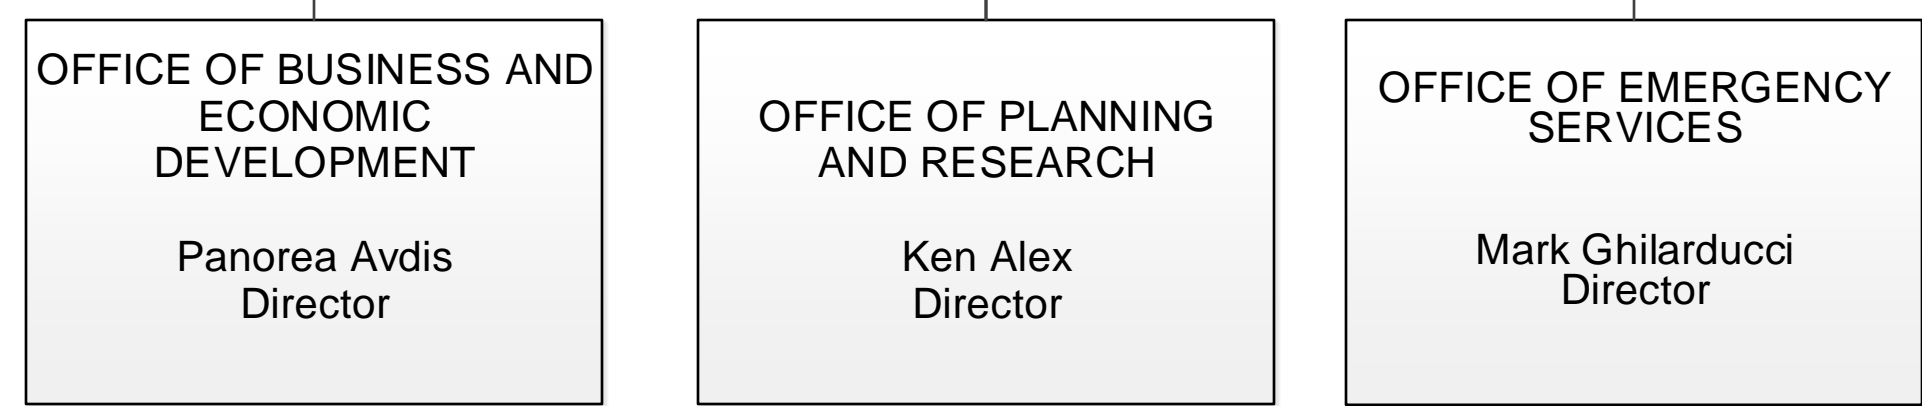 OFFICE OF BUSINESS AND
ECONOMIC
DEVELOPMENT
Panorea Avdis
Director
OFFICE OF PLANNING
AND RESEARCH
Ken Alex
Director
OFFICE OF EMERGENCY
SERVICES
Mark Ghilarducci
Director